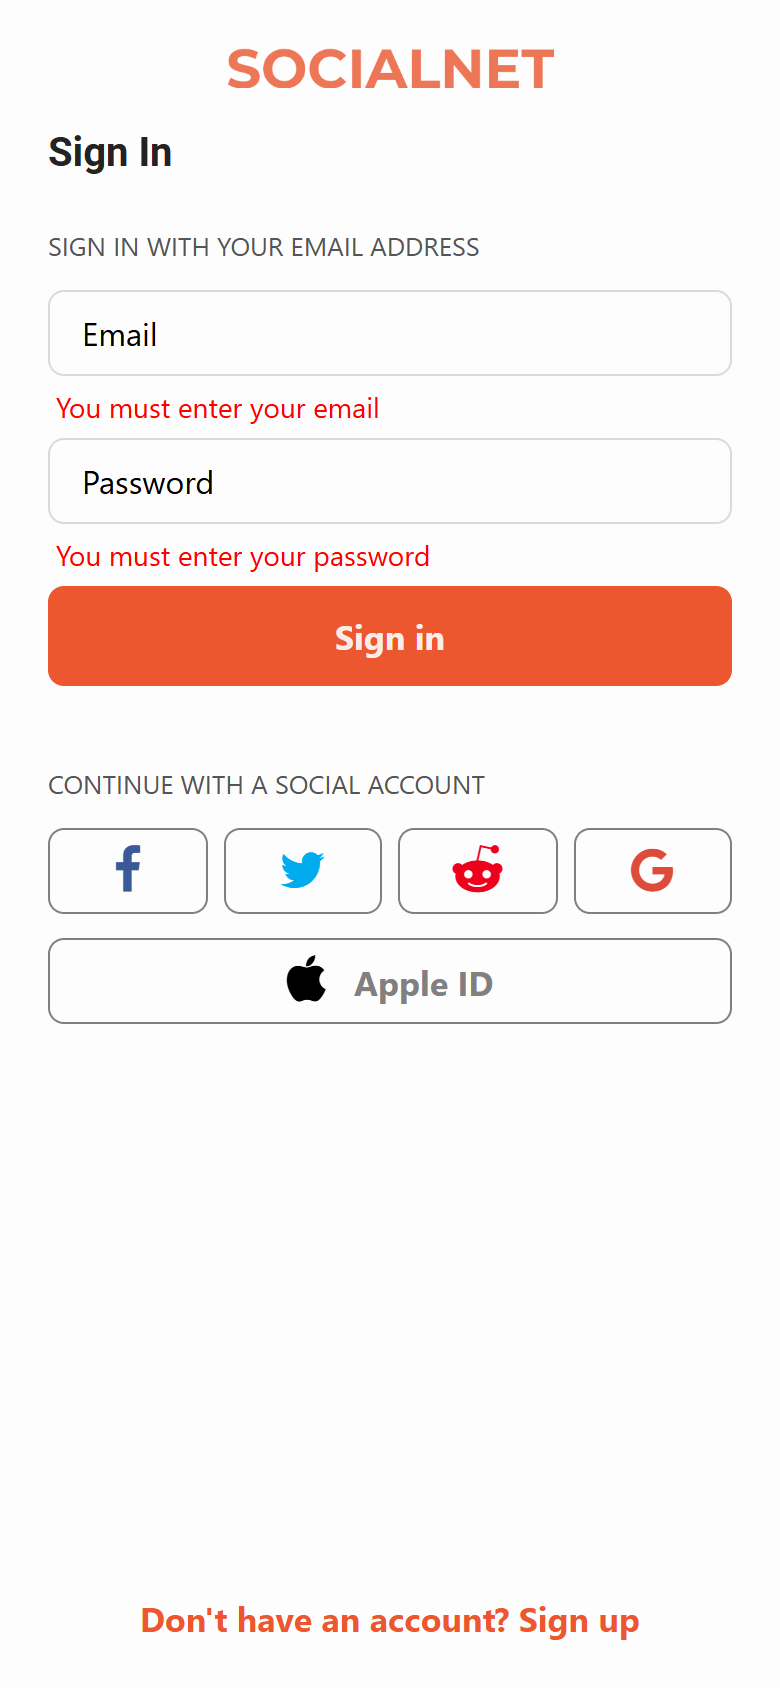 SOCIALNET
Sign In
SIGN IN WITH YOUR EMAIL ADDRESS
Email
You must enter your email
Password
You must enter your password
Sign in
CONTINUE WITH A SOCIAL ACCOUNT
Apple ID
Don't have an account? Sign up